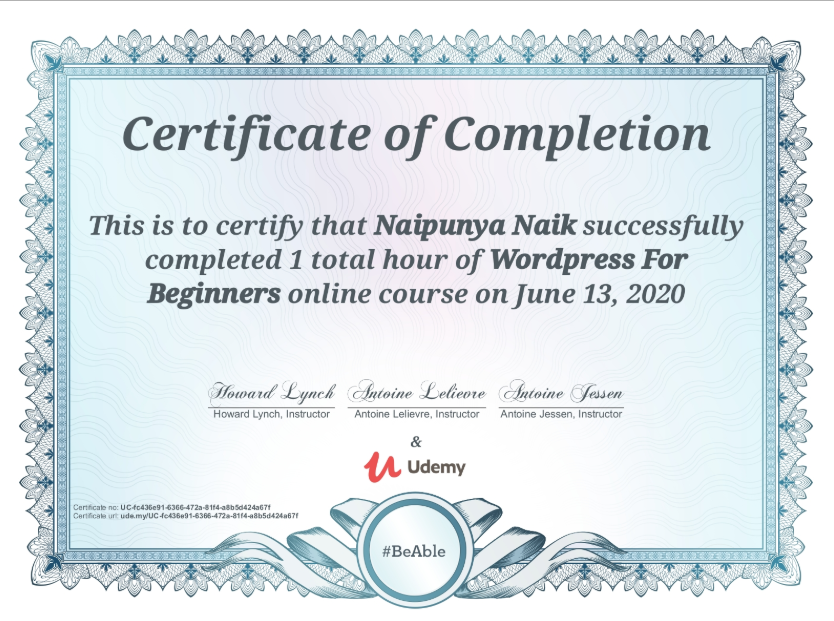 Certificate of Completion
This is to certify that Naipunya Naik successfully
completed 1 total hour of Wordpress For
Beginners online course on June 13, 2020
Howard Lynch Antoine Lelievre Antoine Jessen
Howard Lynch, Instructor Antoine Lelievre, Instructor Antoine Jessen, Instructor
&
Udemy
Certificate no: UC-fc436e91-6366-472a-81f4-a8b5d424a67f
Certificate url: ude.my/UC-fc436e91-6366-472a-81f4-a8b5d424a67f
#BeAble